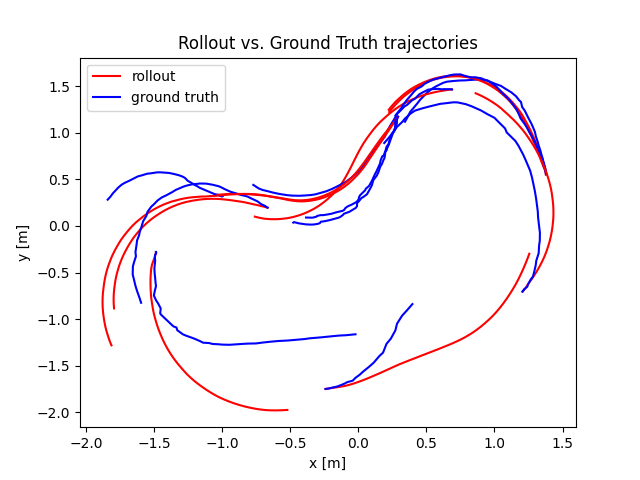 Rollout vs. Ground Truth trajectories
rollout
ground truth
1.5
1.0
0.5
0.0
−0.5
−1.0
−1.5
−2.0
y [m]
−2.0 −1.5 −1.0 −0.5 0.0 0.5 1.0 1.5
x [m]